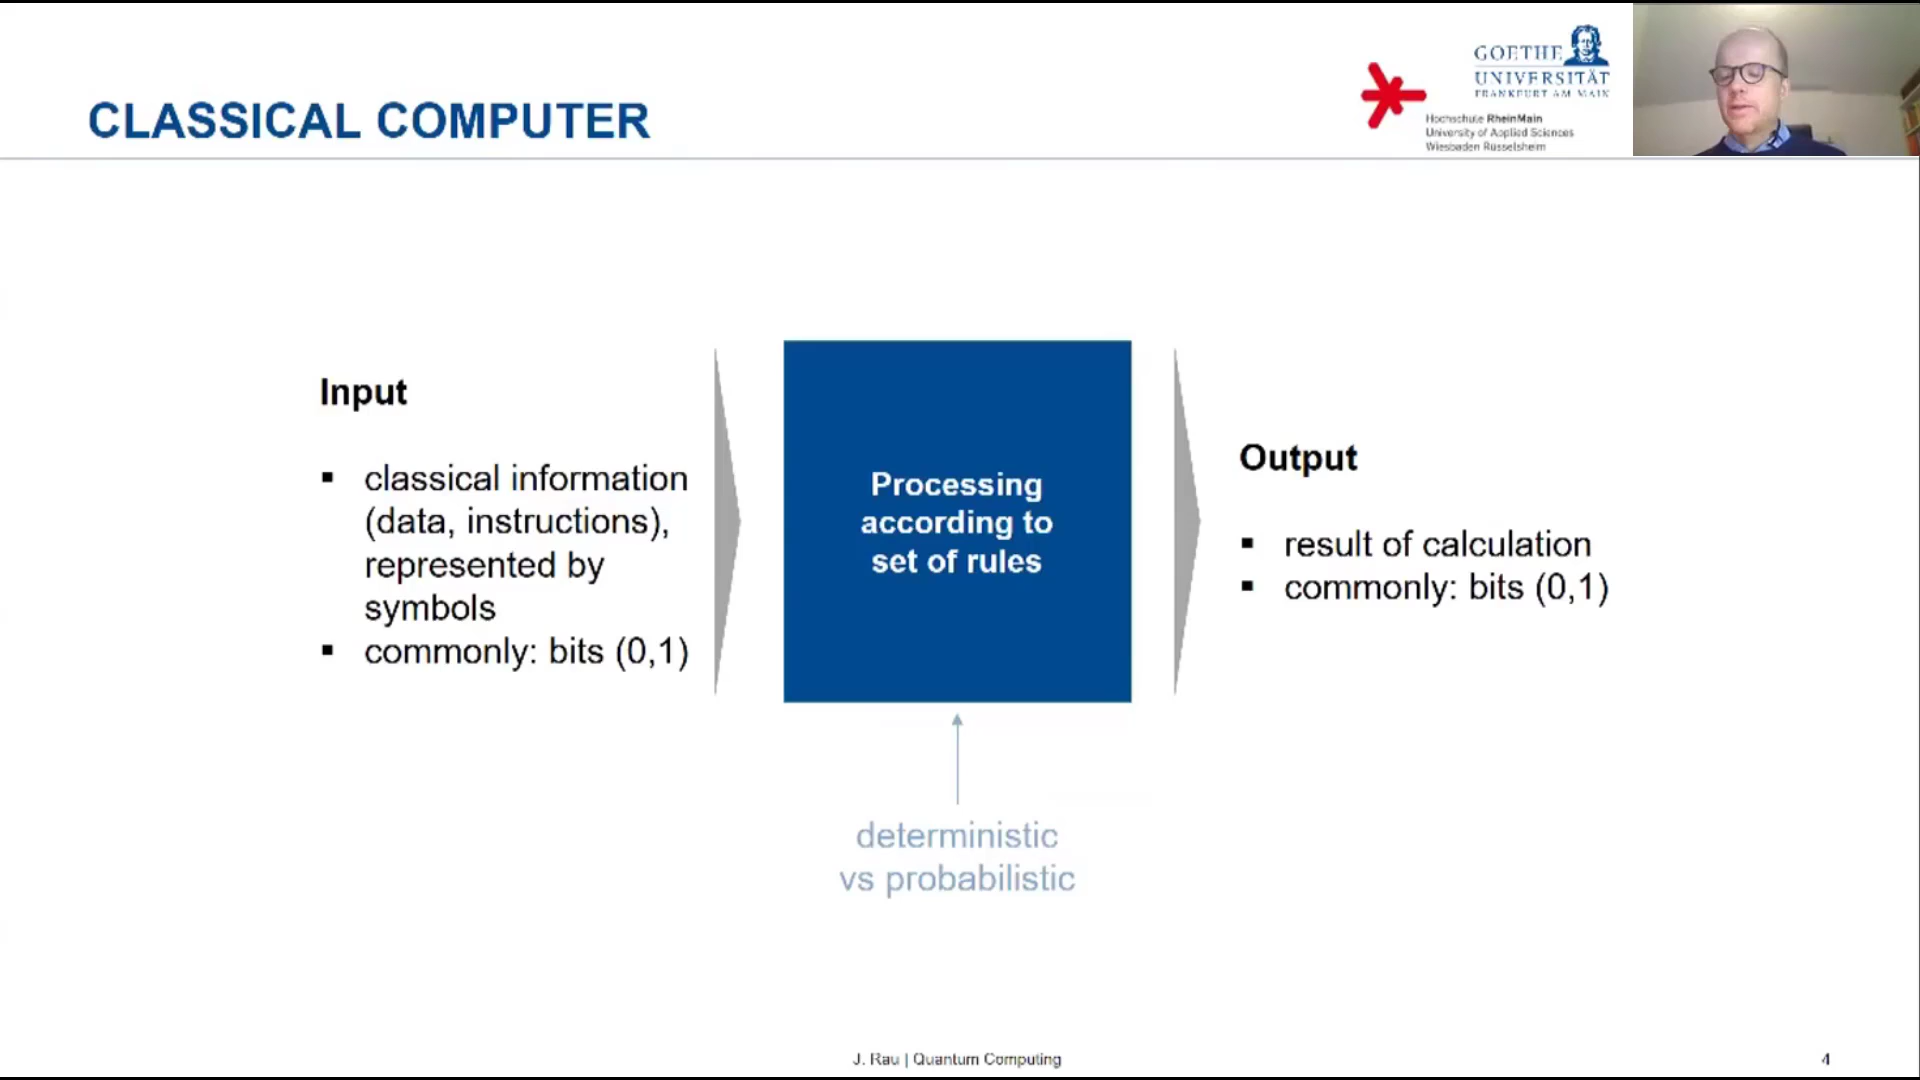 CLASSICAL COMPUTER
GOETHE
UNIVERSITÄT
FRANKFURT AM MAIN
Hochschule RheinMain
University of Applied Sciences
Wiesbaden Rüsselsheim
Input
▪ classical information
(data, instructions),
represented by
symbols
▪ commonly: bits (0,1)
Processing
according to
set of rules
Output
▪ result of calculation
▪ commonly: bits (0,1)
deterministic
vs probabilistic
J. Rau | Quantum Computing
4